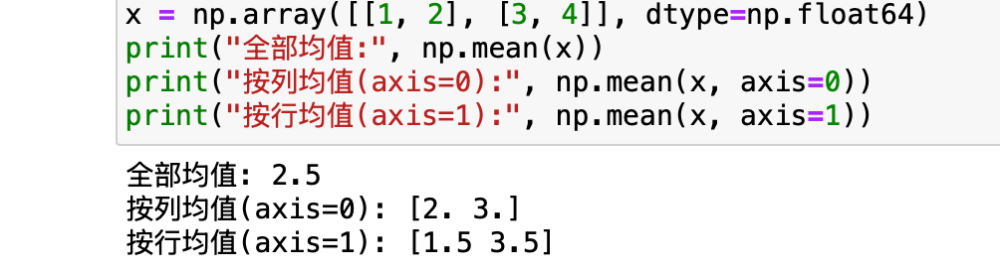 x = np.array([[1, 2], [3, 4]], dtype=np.float64)
print("全部均值:", np.mean(x))
print("按列均值(axis=0):", np.mean(x, axis=0))
print("按行均值(axis=1):", np.mean(x, axis=1))
全部均值: 2.5
按列均值(axis=0): [2. 3.]
按行均值(axis=1): [1.5 3.5]